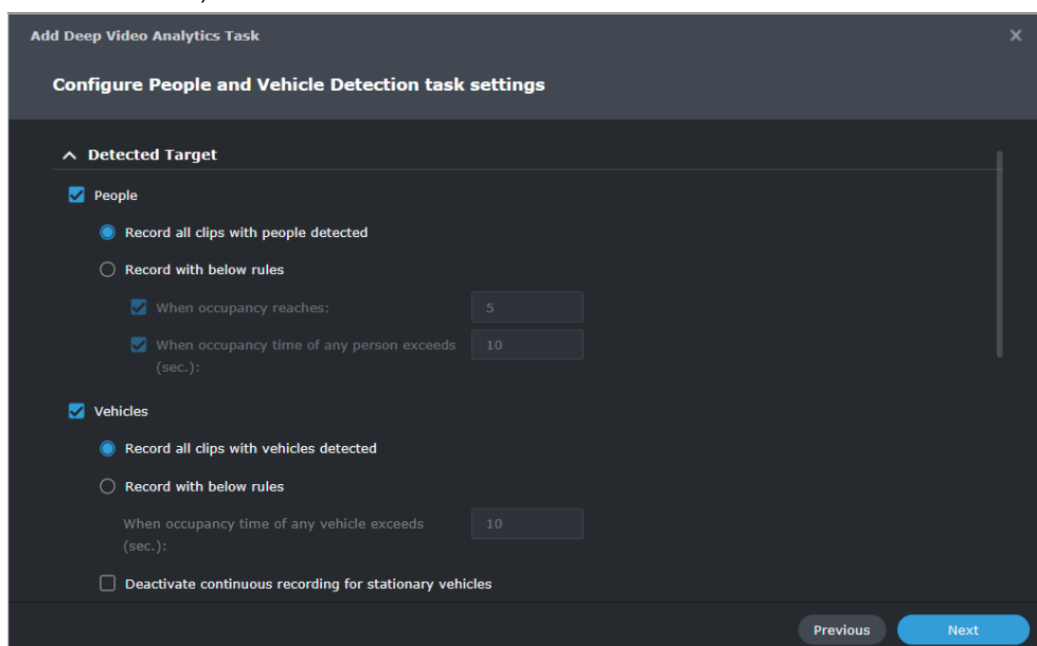 Add Deep Video Analytics Task
Configure People and Vehicle Detection task settings
Detected Target
People
Record all clips with people detected
Record with below rules
When occupancy reaches: 5
When occupancy time of any person exceeds 10
(sec.):
Vehicles
Record all clips with vehicles detected
Record with below rules
When occupancy time of any vehicle exceeds 10
(sec.):
Deactivate continuous recording for stationary vehicles
Previous Next